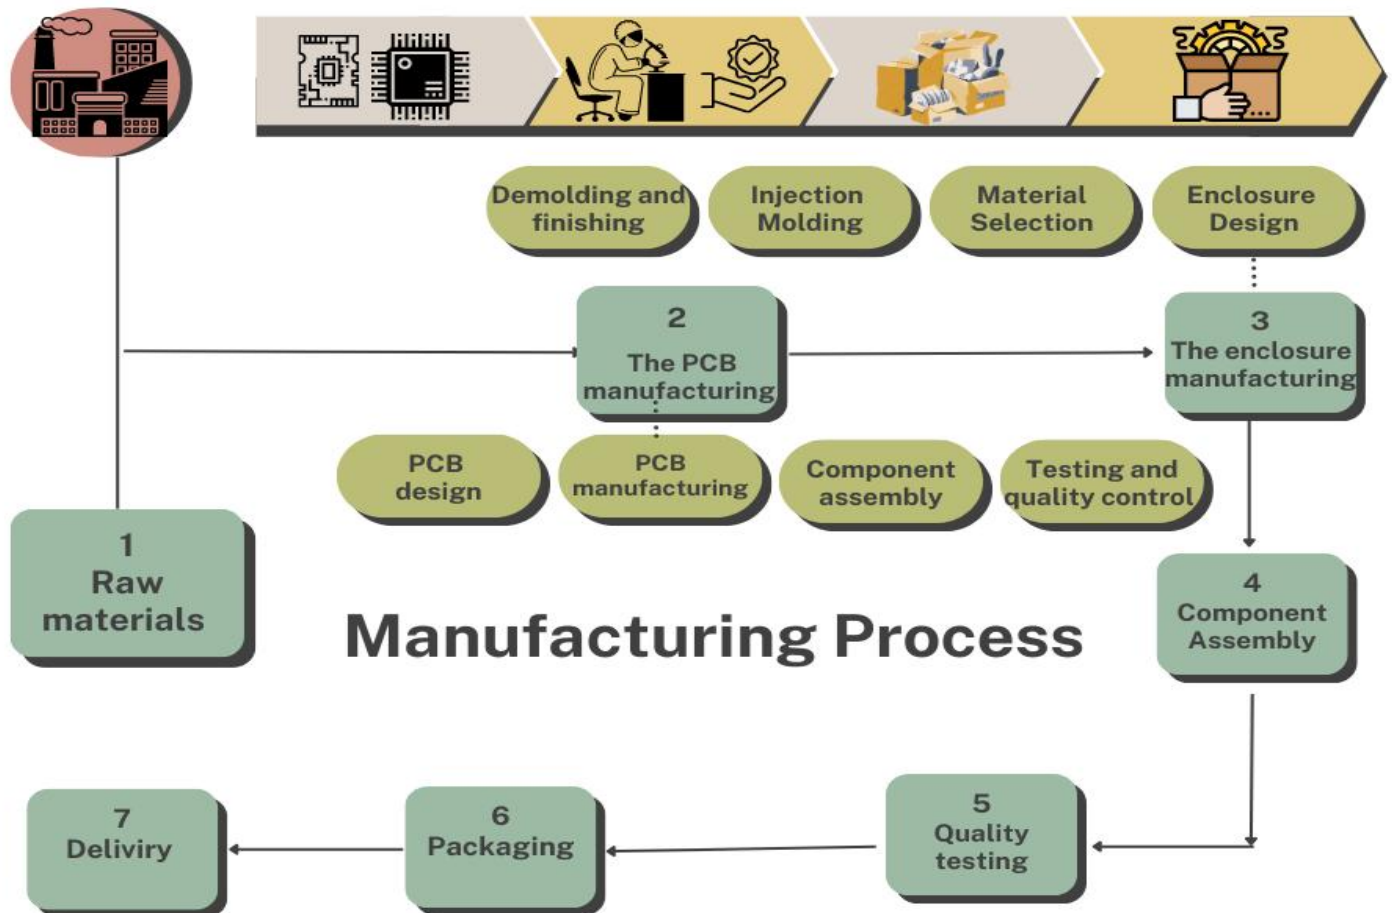 Demolding and
finishing
Injection
Molding
Material
Selection
Enclosure
Design
2
The PCB
manufacturing
3
The enclosure
manufacturing
PCB
design
PCB
manufacturing
Component
assembly
Testing and
quality control
1
Raw
materials
Manufacturing Process
4
Component
Assembly
5
Quality
testing
6
Packaging
7
Deliviry